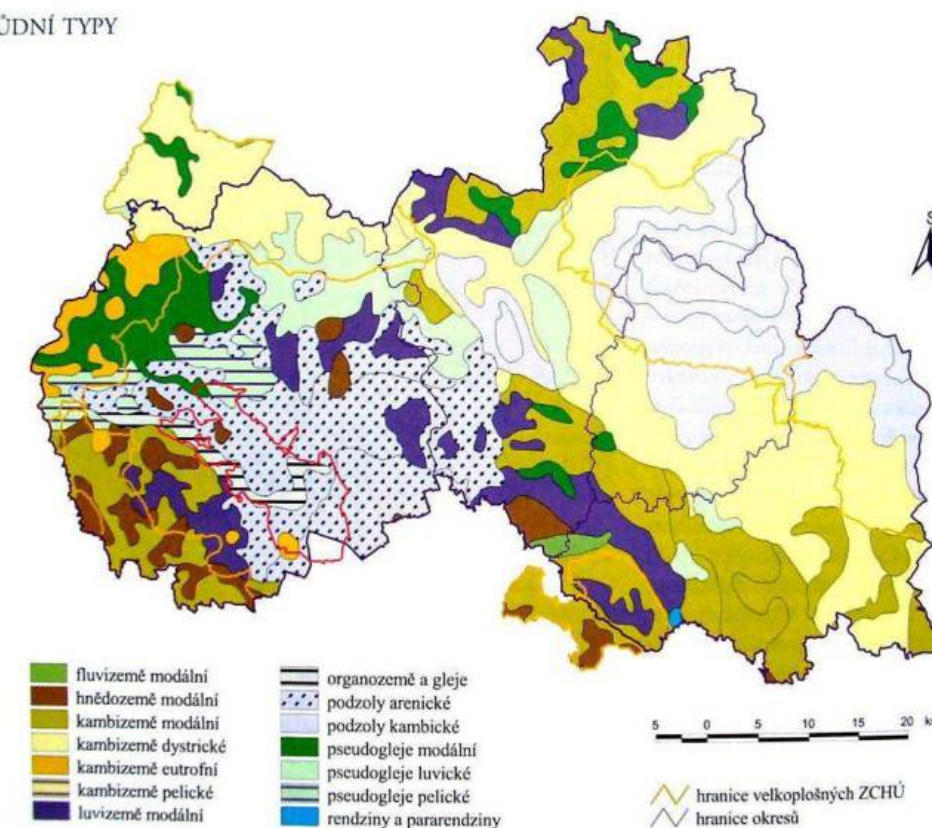 ŮDNÍ TYPY
S
fluvizemě modální
hnědozemě modální
kambizemě modální
kambizemě dystrické
kambizemě eutrofní
kambizemě pelické
luvizemě modální
organozemě a gleje
podzoly arenické
podzoly kambické
pseudogleje modální
pseudogleje luvické
pseudogleje pelické
rendziny a pararendziny
5 0 5 10 15 20 k
hranice velkoplošných ZCHÚ
hranice okresů